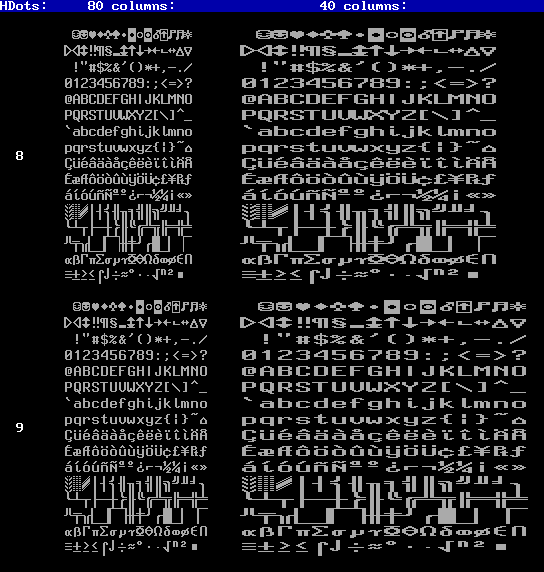 HDots: 80 columns: 40 columns:
☺☻♥♦♣♠•◘○◙♂♀♪♫☼ ☺☻♥♦♣♠•◘○◙♂♀♪♫☼
►◄↕‼¶§▬↨↑↓→←∟↔▲▼ ►◄↕‼¶§▬↨↑↓→←∟↔▲▼
!"#$%&'()*+,-./ !"#$%&'()*+,-./
0123456789:;<=>? 0123456789:;<=>?
@ABCDEFGHIJKLMNO @ABCDEFGHIJKLMNO
PQRSTUVWXYZ[\]^_ PQRSTUVWXYZ[\]^_
`abcdefghijklmno `abcdefghijklmno
8 pqrstuvwxyz{|}~⌂ pqrstuvwxyz{|}~⌂
ÇüéâäàåçêëèïîìÄÅ ÇüéâäàåçêëèïîìÄÅ
ÉæÆôöòûùÿÖÜ¢£¥₧ƒ ÉæÆôöòûùÿÖÜ¢£¥₧ƒ
áíóúñÑªº¿⌐¬½¼¡«» áíóúñÑªº¿⌐¬½¼¡«»
░▒▓│┤╡╢╖╕╣║╗╝╜╛┐ ░▒▓│┤╡╢╖╕╣║╗╝╜╛┐
└┴┬├─┼╞╟╚╔╩╦╠═╬╧ └┴┬├─┼╞╟╚╔╩╦╠═╬╧
╨╤╥╙╘╒╓╫╪┘┌█▄▌▐▀ ╨╤╥╙╘╒╓╫╪┘┌█▄▌▐▀
αßΓπΣσµτΦΘΩδ∞φε∩ αßΓπΣσµτΦΘΩδ∞φε∩
≡±≥≤⌠⌡÷≈°∙·√ⁿ²■ ≡±≥≤⌠⌡÷≈°∙·√ⁿ²■
☺☻♥♦♣♠•◘○◙♂♀♪♫☼ ☺☻♥♦♣♠•◘○◙♂♀♪♫☼
►◄↕‼¶§▬↨↑↓→←∟↔▲▼ ►◄↕‼¶§▬↨↑↓→←∟↔▲▼
!"#$%&'()*+,-./ !"#$%&'()*+,-./
0123456789:;<=>? 0123456789:;<=>?
@ABCDEFGHIJKLMNO @ABCDEFGHIJKLMNO
PQRSTUVWXYZ[\]^_ PQRSTUVWXYZ[\]^_
`abcdefghijklmno `abcdefghijklmno
9 pqrstuvwxyz{|}~⌂ pqrstuvwxyz{|}~⌂
ÇüéâäàåçêëèïîìÄÅ ÇüéâäàåçêëèïîìÄÅ
ÉæÆôöòûùÿÖÜ¢£¥₧ƒ ÉæÆôöòûùÿÖÜ¢£¥₧ƒ
áíóúñÑªº¿⌐¬½¼¡«» áíóúñÑªº¿⌐¬½¼¡«»
░▒▓│┤╡╢╖╕╣║╗╝╜╛┐ ░▒▓│┤╡╢╖╕╣║╗╝╜╛┐
└┴┬├─┼╞╟╚╔╩╦╠═╬╧ └┴┬├─┼╞╟╚╔╩╦╠═╬╧
╨╤╥╙╘╒╓╫╪┘┌█▄▌▐▀ ╨╤╥╙╘╒╓╫╪┘┌█▄▌▐▀
αßΓπΣσµτΦΘΩδ∞φε∩ αßΓπΣσµτΦΘΩδ∞φε∩
≡±≥≤⌠⌡÷≈°∙·√ⁿ²■ ≡±≥≤⌠⌡÷≈°∙·√ⁿ²■